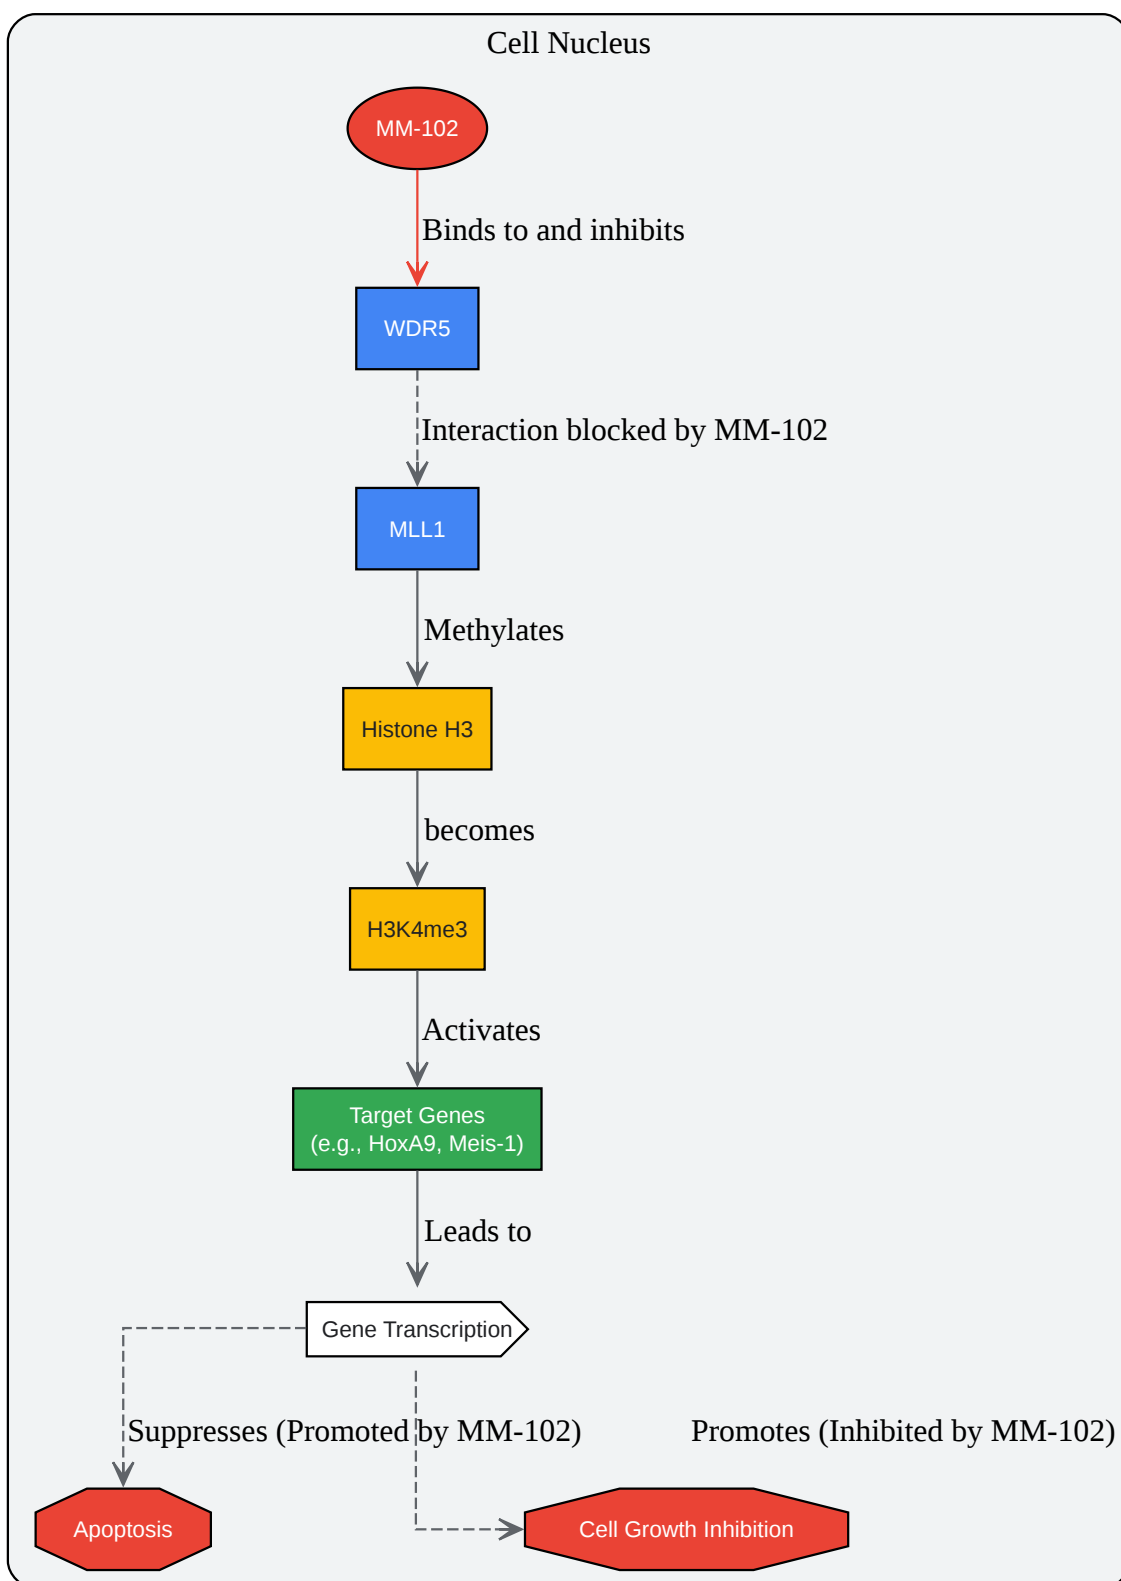 Cell Nucleus
MM-102
Binds to and inhibits
WDR5
Interaction blocked by MM-102
MLL1
Methylates
Histone H3
becomes
H3K4me3
Activates
Target Genes
(e.g., HoxA9, Meis-1)
Leads to
Gene Transcription
Suppresses (Promoted by MM-102)
Promotes (Inhibited by MM-102)
Apoptosis
Cell Growth Inhibition